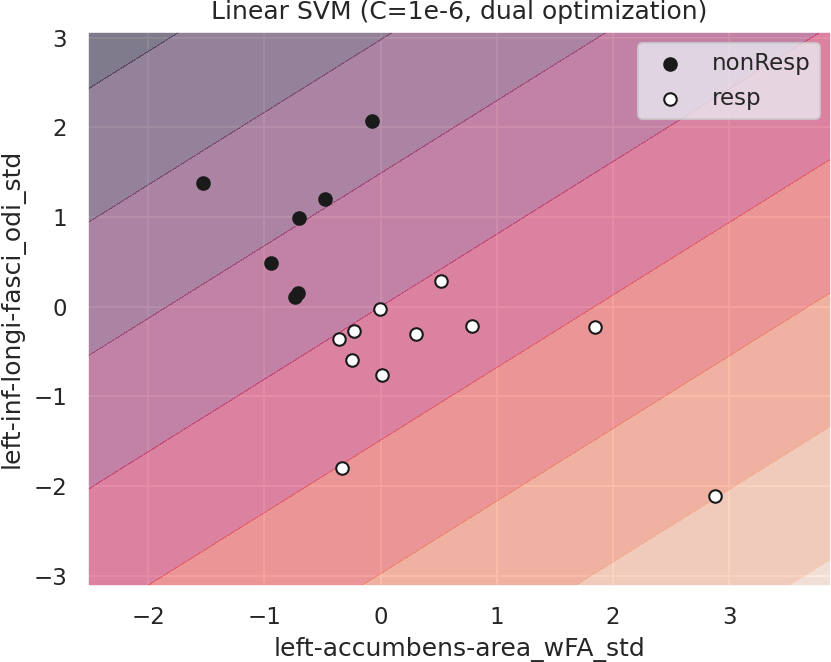 Linear SVM (C=1e-6, dual optimization)
nonResp
resp
left-inf-longi-fasci_odi_std
3
2
1
0
−1
−2
−3
−2 −1 0 1 2 3
left-accumbens-area_wFA_std